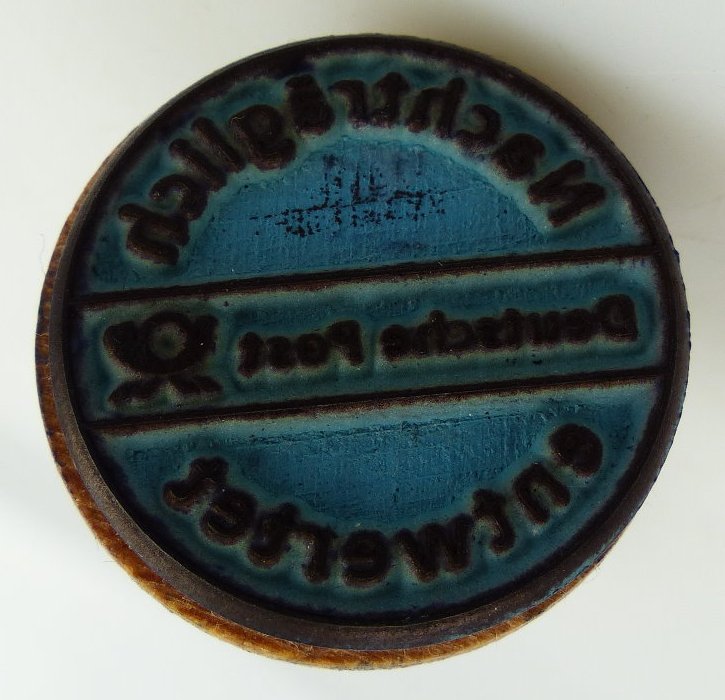 Nachträglich
Deutsche Post
entwertet